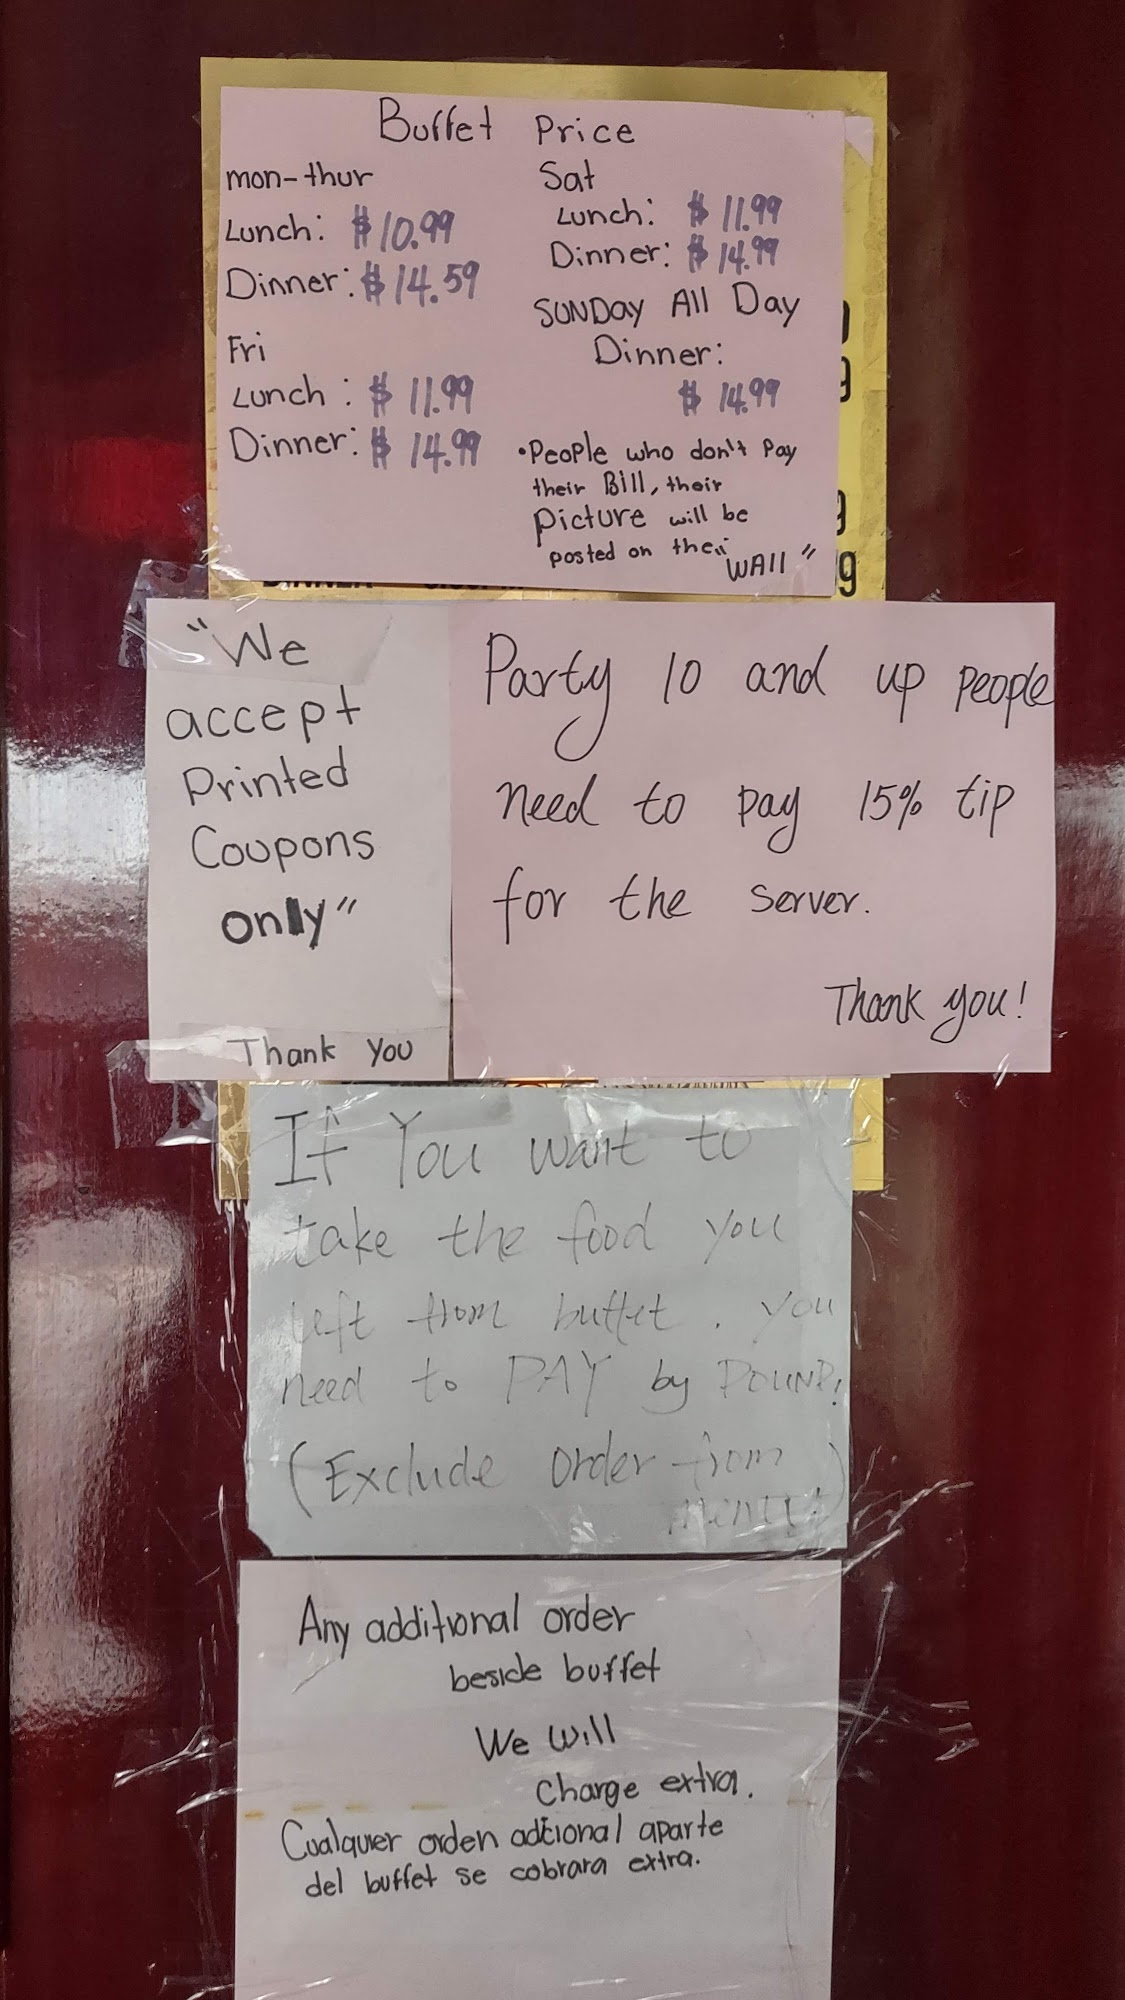 Buffet Price
mon-thur
Lunch: $10.99
Dinner: $14.59
Fri
Lunch: $ 11.99
Dinner: $ 14.99
Sat
Lunch: $ 11.99
Dinner: $ 14.99
SUNDay All Day
Dinner:
$ 14.99
•People who don't Pay
their Bill, their
picture will be
posted on the "WAll"
"We
accept
Printed
Coupons
only"
Thank You
Party 10 and up people
need to pay 15% tip
for the server.
Thank you!
If You want to
take the food you
left from buffet. you
need to PAY by POUND!
(Exclude order from
menu!)
Any additional order
beside buffet
We Will
Charge extra.
Cualquier orden adicional aparte
del buffet se cobrara extra.